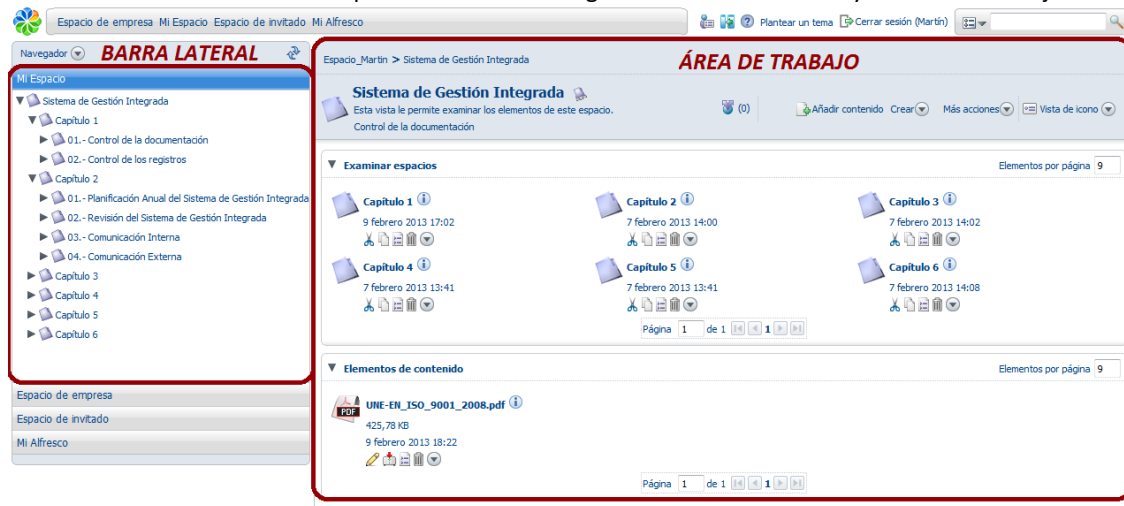 Espacio de empresa Mi Espacio Espacio de invitado Mi Alfresco
Plantear un tema Cerrar sesión (Martín)
Navegador BARRA LATERAL
Mi Espacio
Sistema de Gestión Integrada
Capítulo 1
01.- Control de la documentación
02.- Control de los registros
Capítulo 2
01.- Planificación Anual del Sistema de Gestión Integrada
02.- Revisión del Sistema de Gestión Integrada
03.- Comunicación Interna
04.- Comunicación Externa
Capítulo 3
Capítulo 4
Capítulo 5
Capítulo 6
Espacio de empresa
Espacio de invitado
Mi Alfresco
Espacio_Martin > Sistema de Gestión Integrada
ÁREA DE TRABAJO
Sistema de Gestión Integrada
Esta vista le permite examinar los elementos de este espacio.
Control de la documentación
(0) Añadir contenido Crear Más acciones Vista de icono
Examinar espacios Elementos por página 9
Capítulo 1 Capítulo 2 Capítulo 3
9 febrero 2013 17:02 7 febrero 2013 14:00 7 febrero 2013 14:02
Capítulo 4 Capítulo 5 Capítulo 6
7 febrero 2013 13:41 7 febrero 2013 13:41 7 febrero 2013 14:08
Página 1 de 1 1
Elementos de contenido Elementos por página 9
PDF UNE-EN_ISO_9001_2008.pdf
425,78 KB
9 febrero 2013 18:22
Página 1 de 1 1